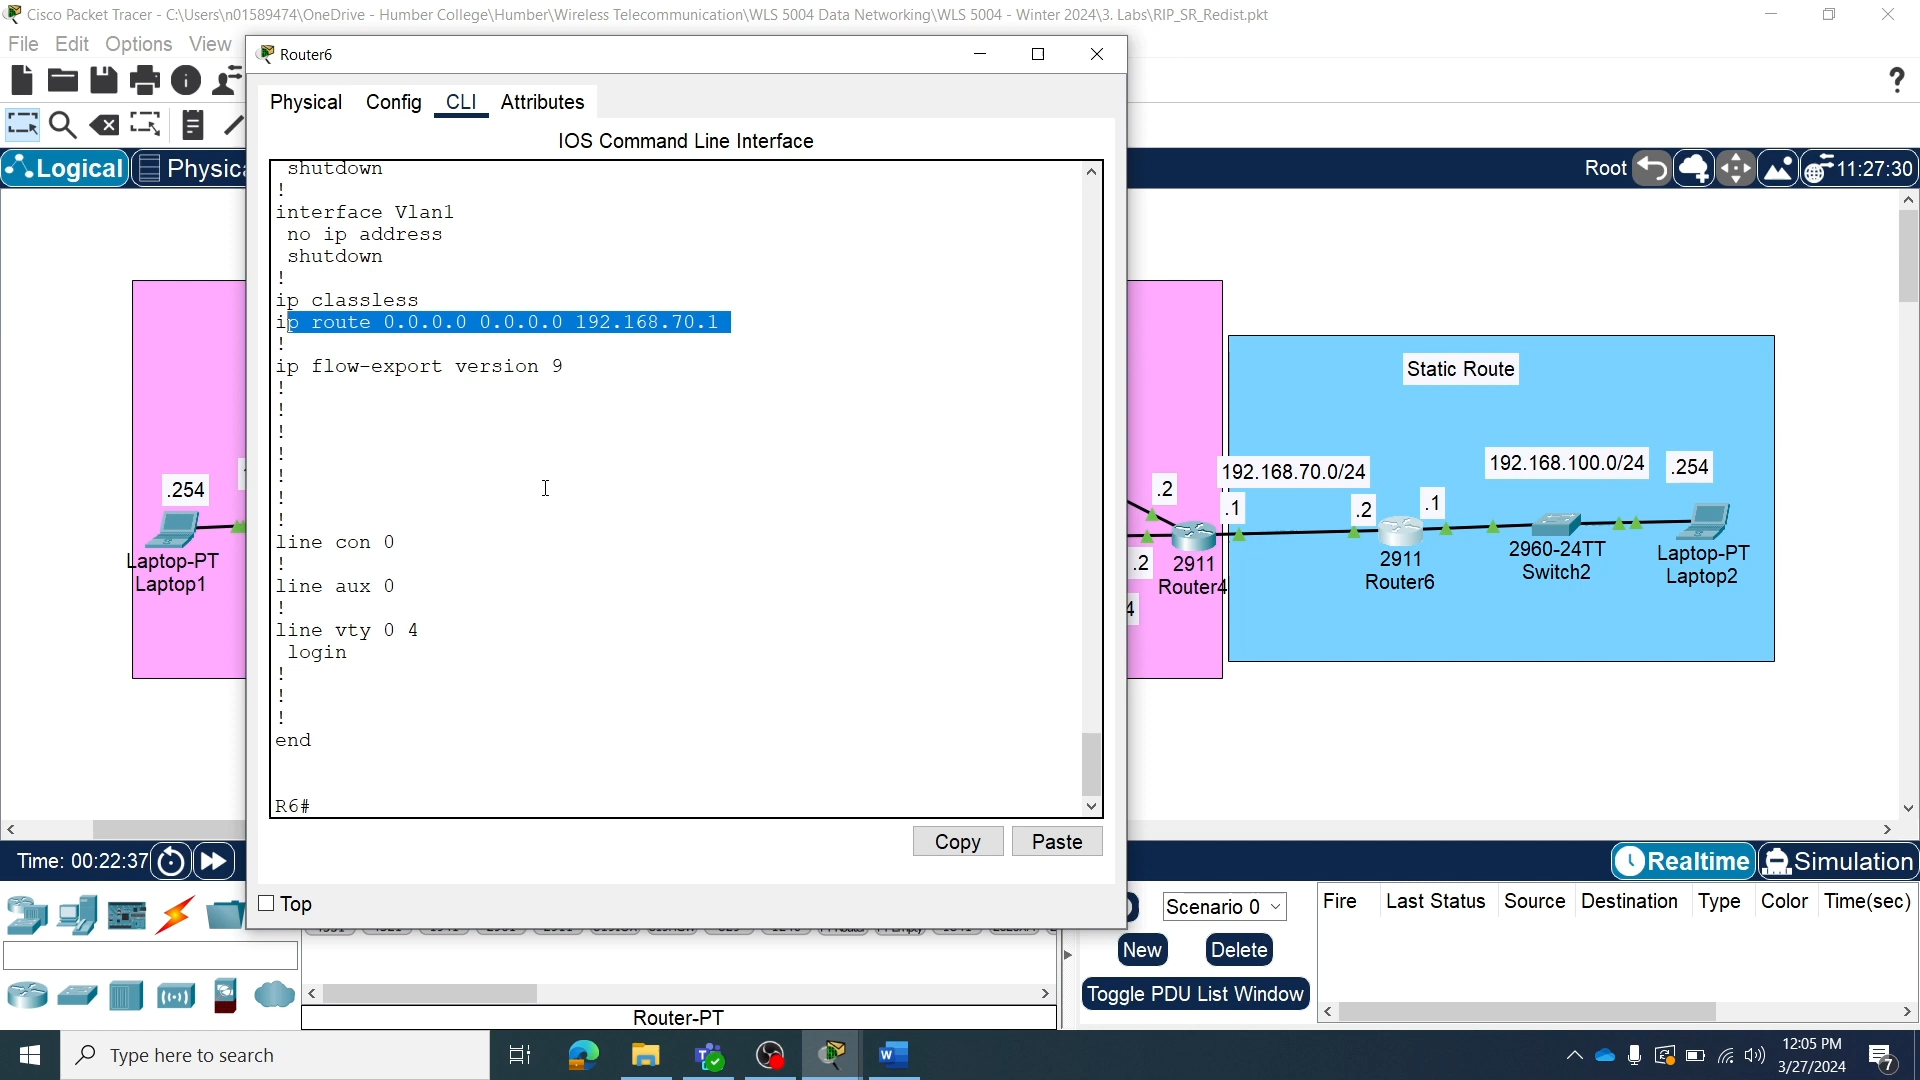 Cisco Packet Tracer - C:\Users\n01589474\OneDrive - Humber College\Humber\Wireless Telecommunication\WLS 5004 Data Networking\WLS 5004 - Winter 2024\3. Labs\RIP_SR_Redist.pkt
File Edit Options View
Router6
Physical Config CLI Attributes
IOS Command Line Interface
Logical
Physica
Root
11:27:30
shutdown
!
interface Vlan1
no ip address
shutdown
!
ip classless
ip route 0.0.0.0 0.0.0.0 192.168.70.1
!
ip flow-export version 9
!
!
!
!
!
!
!
line con 0
!
line aux 0
!
line vty 0 4
login
!
!
!
end
R6#
Copy Paste
Top
.254
Laptop-PT
Laptop1
Static Route
.2
192.168.70.0/24
.1
.2
.1
192.168.100.0/24
.254
.2
2911
Router4
4
2911
Router6
2960-24TT
Switch2
Laptop-PT
Laptop2
Time: 00:22:37
Realtime
Simulation
Scenario 0
New Delete
Toggle PDU List Window
Fire Last Status Source Destination Type Color Time(sec)
Router-PT
Type here to search
12:05 PM
3/27/2024
7